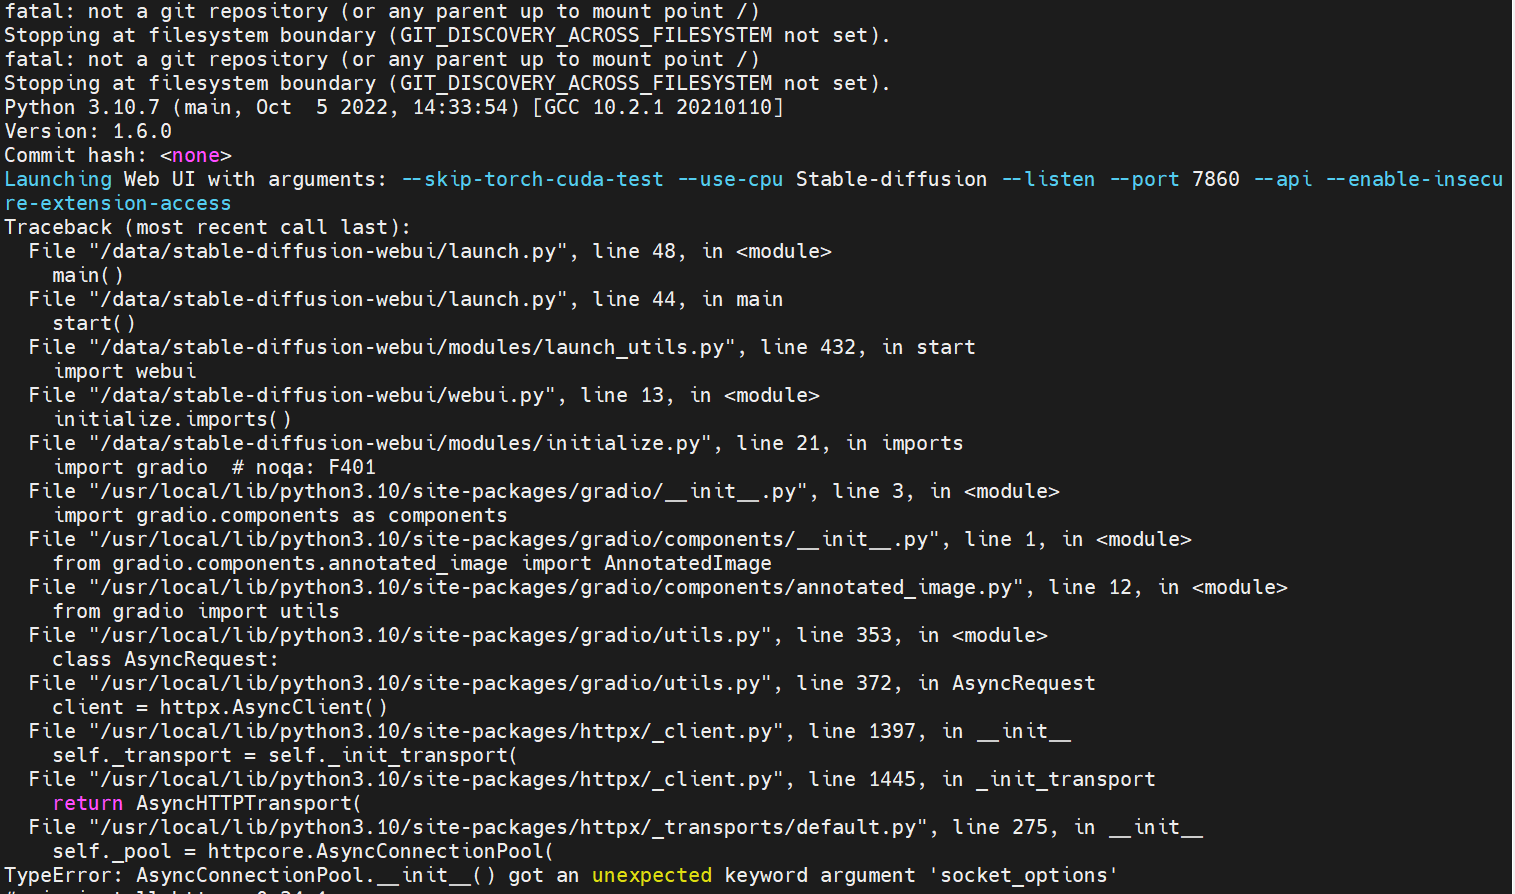 fatal: not a git repository (or any parent up to mount point /)
Stopping at filesystem boundary (GIT_DISCOVERY_ACROSS_FILESYSTEM not set).
fatal: not a git repository (or any parent up to mount point /)
Stopping at filesystem boundary (GIT_DISCOVERY_ACROSS_FILESYSTEM not set).
Python 3.10.7 (main, Oct  5 2022, 14:33:54) [GCC 10.2.1 20210110]
Version: 1.6.0
Commit hash: <none>
Launching Web UI with arguments: --skip-torch-cuda-test --use-cpu Stable-diffusion --listen --port 7860 --api --enable-insecu
re-extension-access
Traceback (most recent call last):
  File "/data/stable-diffusion-webui/launch.py", line 48, in <module>
    main()
  File "/data/stable-diffusion-webui/launch.py", line 44, in main
    start()
  File "/data/stable-diffusion-webui/modules/launch_utils.py", line 432, in start
    import webui
  File "/data/stable-diffusion-webui/webui.py", line 13, in <module>
    initialize.imports()
  File "/data/stable-diffusion-webui/modules/initialize.py", line 21, in imports
    import gradio  # noqa: F401
  File "/usr/local/lib/python3.10/site-packages/gradio/__init__.py", line 3, in <module>
    import gradio.components as components
  File "/usr/local/lib/python3.10/site-packages/gradio/components/__init__.py", line 1, in <module>
    from gradio.components.annotated_image import AnnotatedImage
  File "/usr/local/lib/python3.10/site-packages/gradio/components/annotated_image.py", line 12, in <module>
    from gradio import utils
  File "/usr/local/lib/python3.10/site-packages/gradio/utils.py", line 353, in <module>
    class AsyncRequest:
  File "/usr/local/lib/python3.10/site-packages/gradio/utils.py", line 372, in AsyncRequest
    client = httpx.AsyncClient()
  File "/usr/local/lib/python3.10/site-packages/httpx/_client.py", line 1397, in __init__
    self._transport = self._init_transport(
  File "/usr/local/lib/python3.10/site-packages/httpx/_client.py", line 1445, in _init_transport
    return AsyncHTTPTransport(
  File "/usr/local/lib/python3.10/site-packages/httpx/_transports/default.py", line 275, in __init__
    self._pool = httpcore.AsyncConnectionPool(
TypeError: AsyncConnectionPool.__init__() got an unexpected keyword argument 'socket_options'